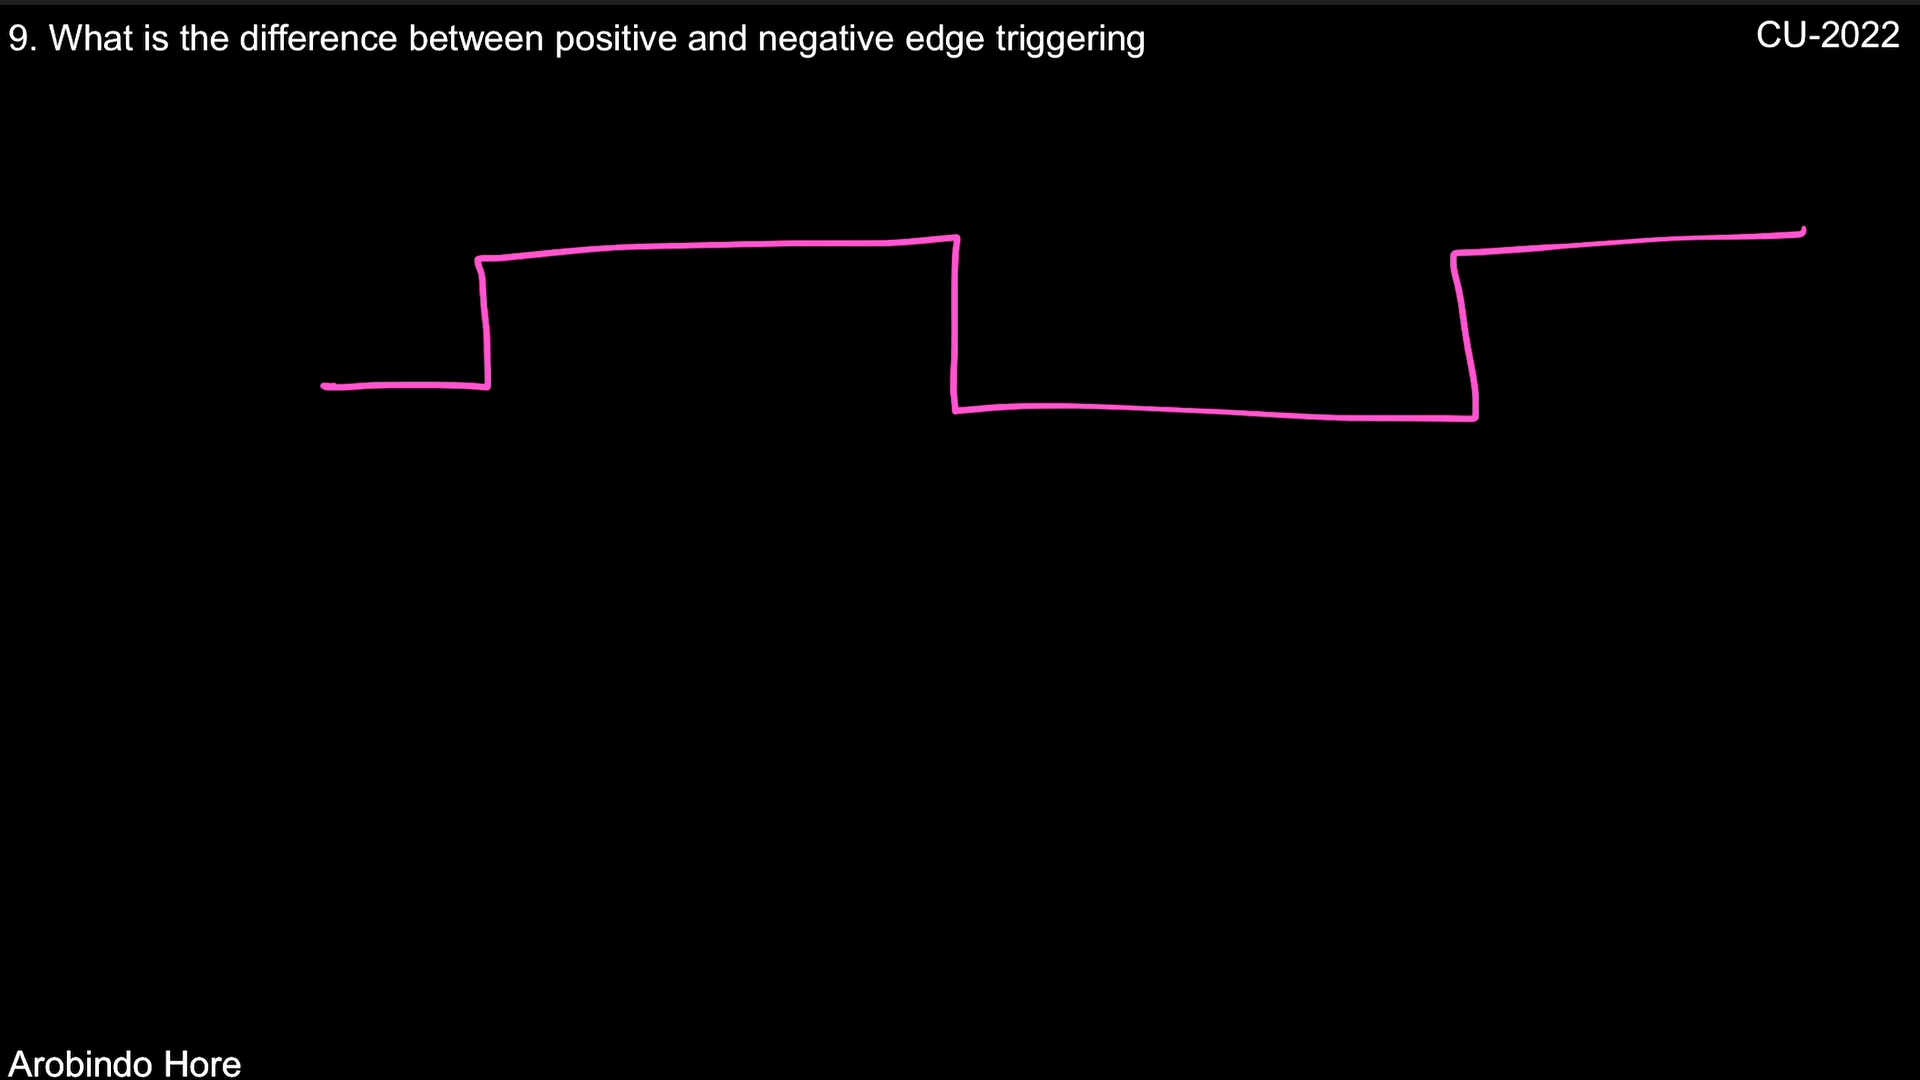 9. What is the difference between positive and negative edge triggering
CU-2022
Arobindo Hore